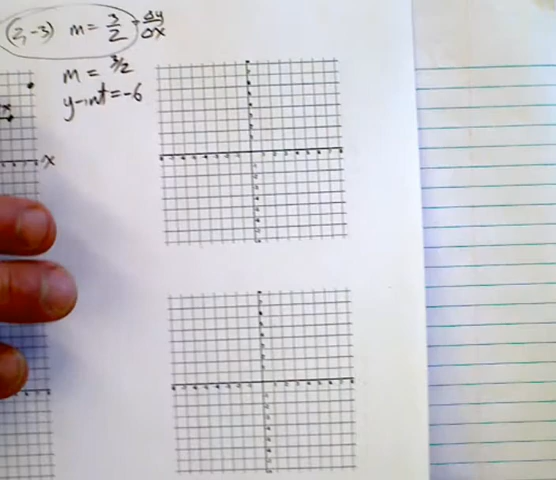 (2,-3) m = 3/2 = Δy/Δx
m = 3/2
y-int = -6
x
x